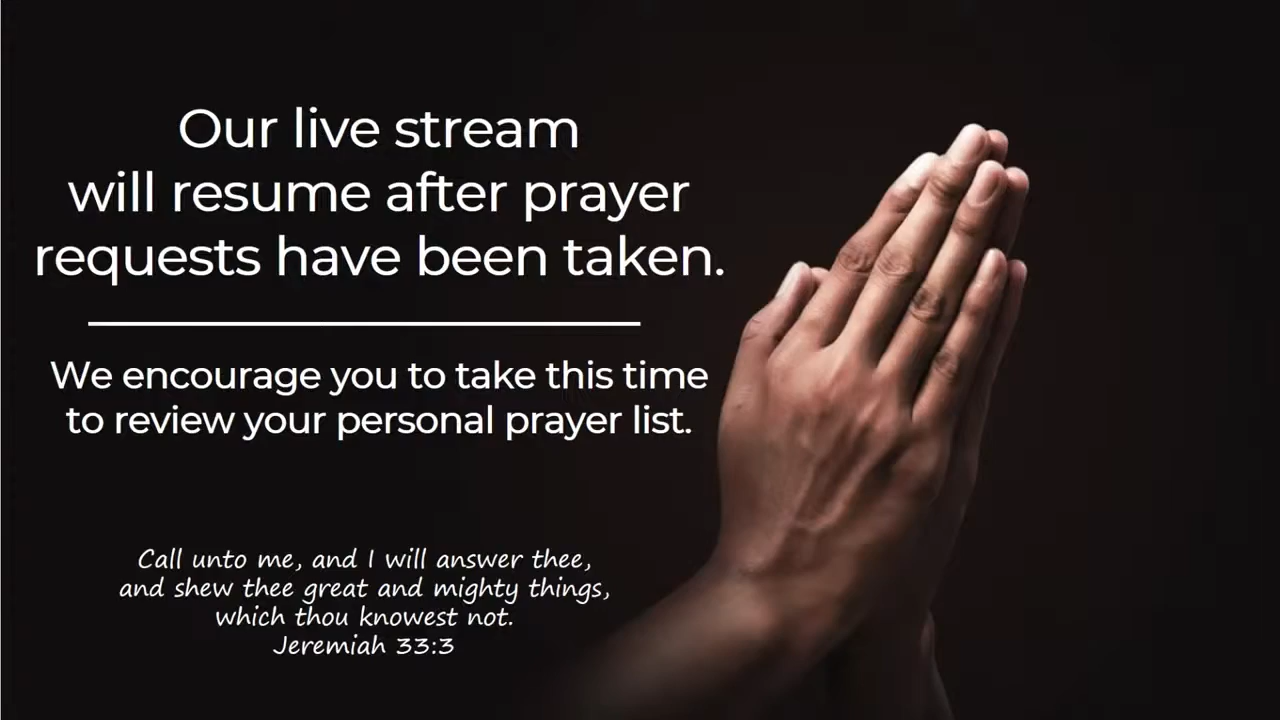 Our live stream
will resume after prayer
requests have been taken.
We encourage you to take this time
to review your personal prayer list.
Call unto me, and I will answer thee,
and shew thee great and mighty things,
which thou knowest not.
Jeremiah 33:3